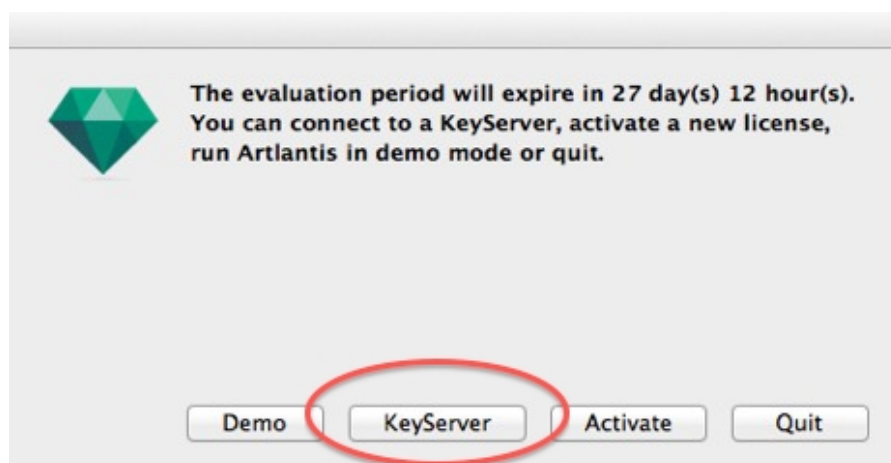 The evaluation period will expire in 27 day(s) 12 hour(s).
You can connect to a KeyServer, activate a new license,
run Artlantis in demo mode or quit.
Demo KeyServer Activate Quit